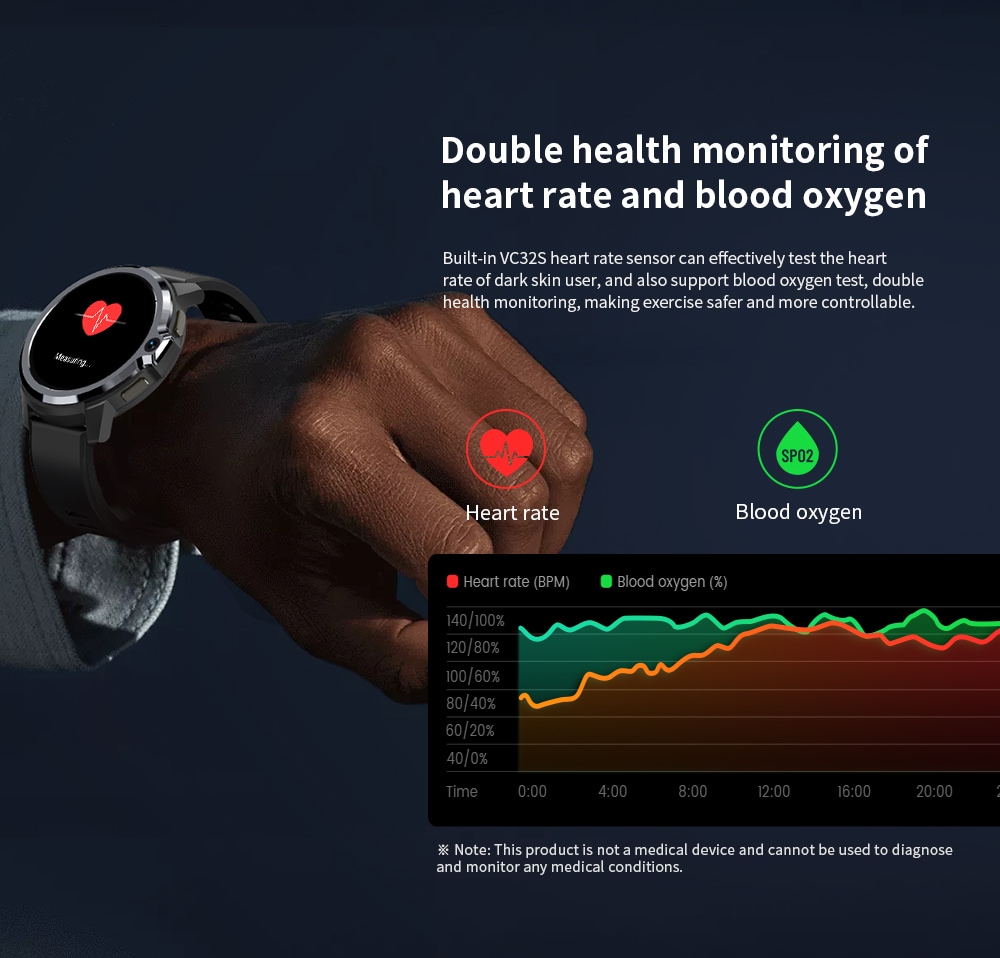 Double health monitoring of
heart rate and blood oxygen
Built-in VC32S heart rate sensor can effectively test the heart
rate of dark skin user, and also support blood oxygen test, double
health monitoring, making exercise safer and more controllable.
Measuring...
SPO2
Heart rate
Blood oxygen
Heart rate (BPM)
Blood oxygen (%)
140/100%
120/80%
100/60%
80/40%
60/20%
40/0%
Time 0:00 4:00 8:00 12:00 16:00 20:00
※ Note: This product is not a medical device and cannot be used to diagnose
and monitor any medical conditions.